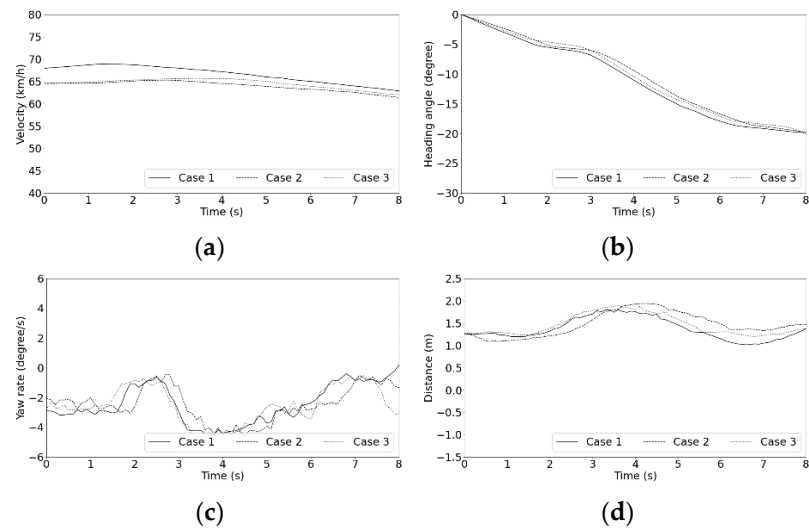 80
75
70
65
60
55
50
45
40
Velocity (km/h)
Case 1 Case 2 Case 3
0 1 2 3 4 5 6 7 8
Time (s)
(a)
0
−5
−10
−15
−20
−25
−30
Heading angle (degree)
Case 1 Case 2 Case 3
0 1 2 3 4 5 6 7 8
Time (s)
(b)
6
4
2
0
−2
−4
−6
Yaw rate (degree/s)
Case 1 Case 2 Case 3
0 1 2 3 4 5 6 7 8
Time (s)
(c)
2.5
2.0
1.5
1.0
0.5
0.0
−0.5
−1.0
−1.5
Distance (m)
Case 1 Case 2 Case 3
0 1 2 3 4 5 6 7 8
Time (s)
(d)